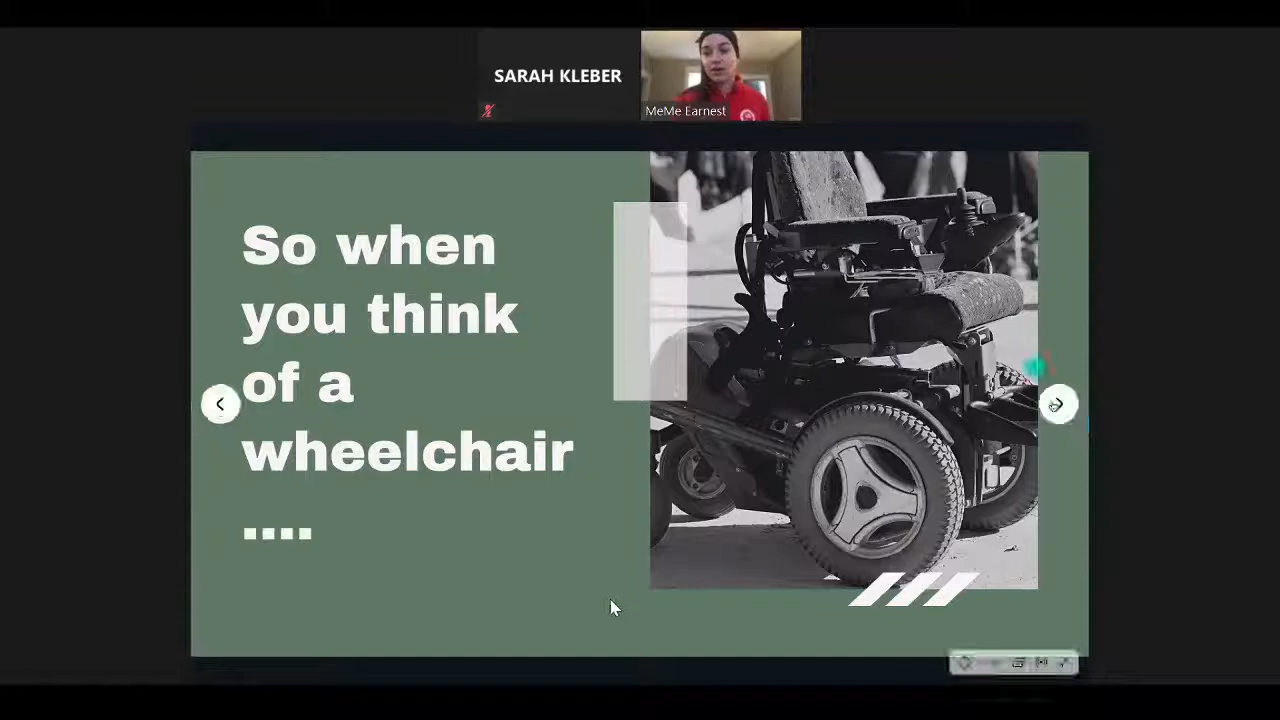 SARAH KLEBER
MeMe Earnest
So when
you think
of a
wheelchair
....